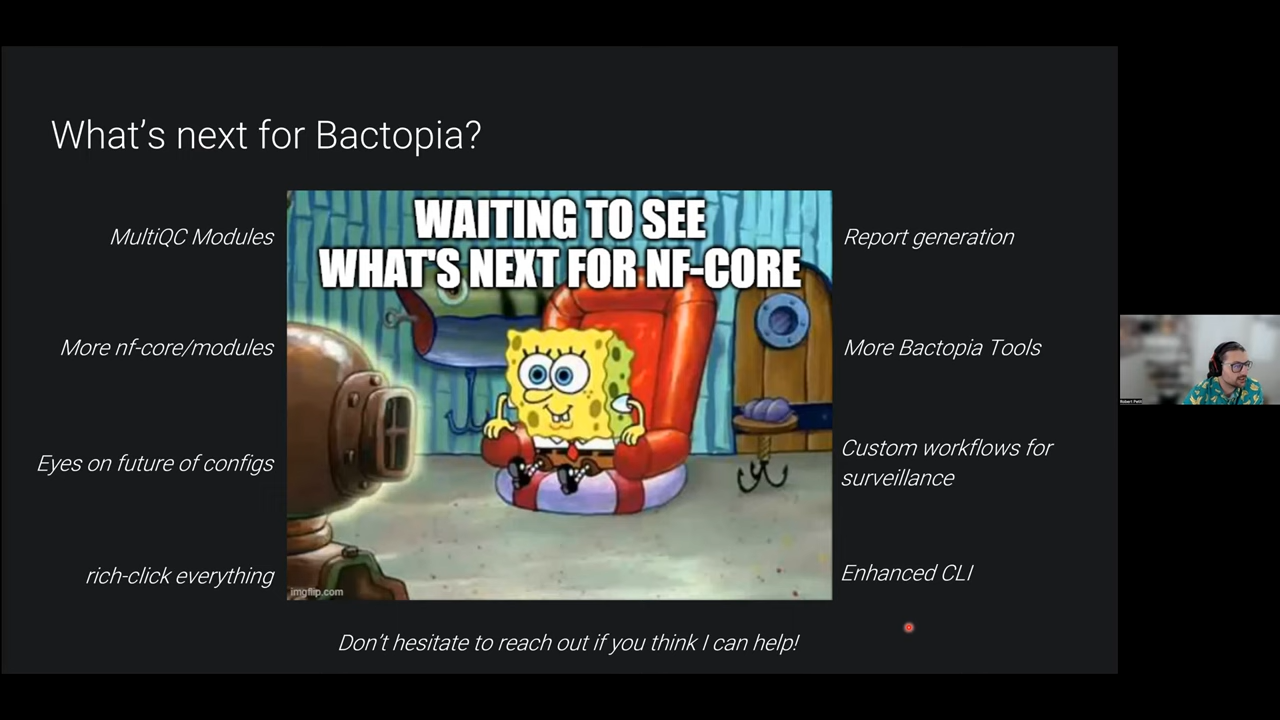 What's next for Bactopia?
WAITING TO SEE
WHAT'S NEXT FOR NF-CORE
MultiQC Modules
More nf-core/modules
Eyes on future of configs
rich-click everything
Report generation
More Bactopia Tools
Custom workflows for
surveillance
Enhanced CLI
imgflip.com
Don't hesitate to reach out if you think I can help!
Robert Petit